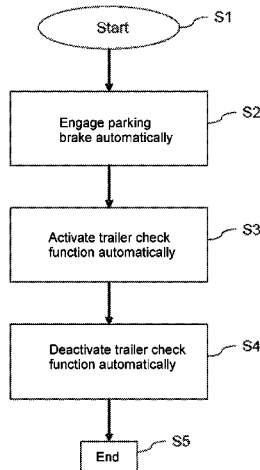 Start
S1
Engage parking
brake automatically
S2
Activate trailer check
function automatically
S3
Deactivate trailer check
function automatically
S4
End
S5